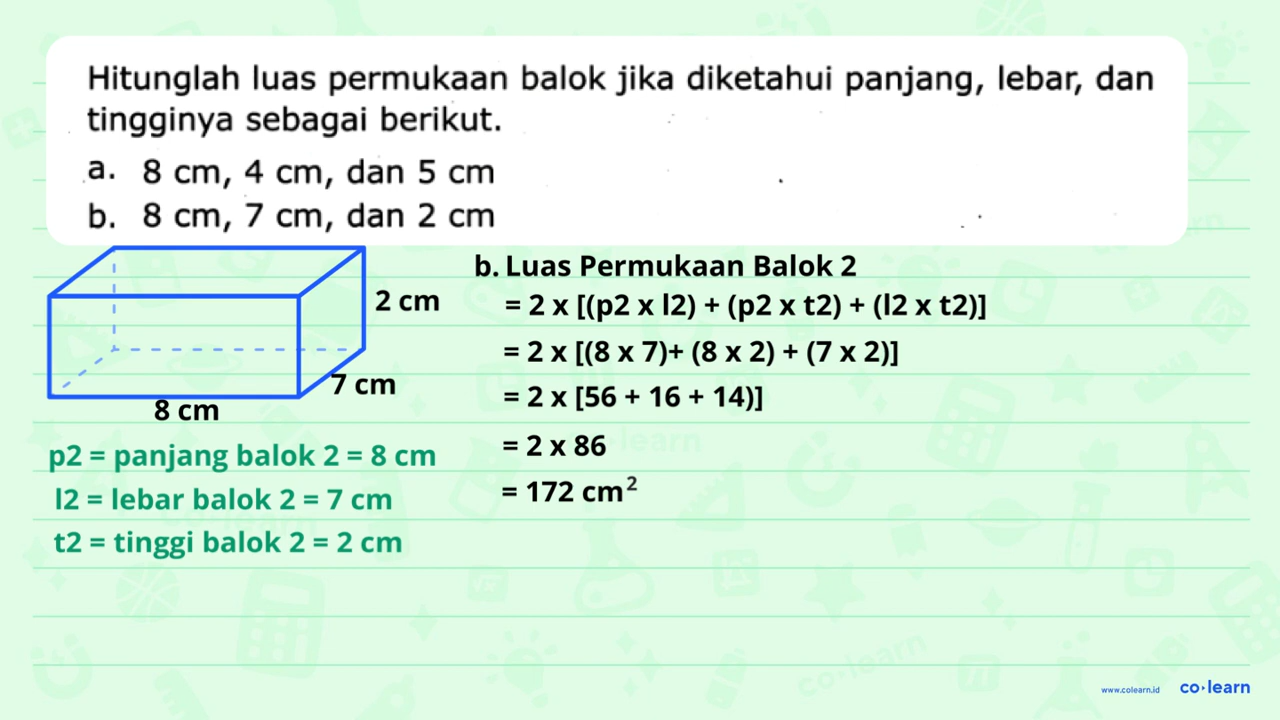 Hitunglah luas permukaan balok jika diketahui panjang, lebar, dan
tingginya sebagai berikut.
a. 8 cm, 4 cm, dan 5 cm
b. 8 cm, 7 cm, dan 2 cm
2 cm
7 cm
8 cm
p2 = panjang balok 2 = 8 cm
l2 = lebar balok 2 = 7 cm
t2 = tinggi balok 2 = 2 cm
b. Luas Permukaan Balok 2
= 2 x [(p2 x l2) + (p2 x t2) + (l2 x t2)]
= 2 x [(8 x 7)+ (8 x 2) + (7 x 2)]
= 2 x [56 + 16 + 14)]
= 2 x 86
= 172 cm²
www.colearn.id
co·learn